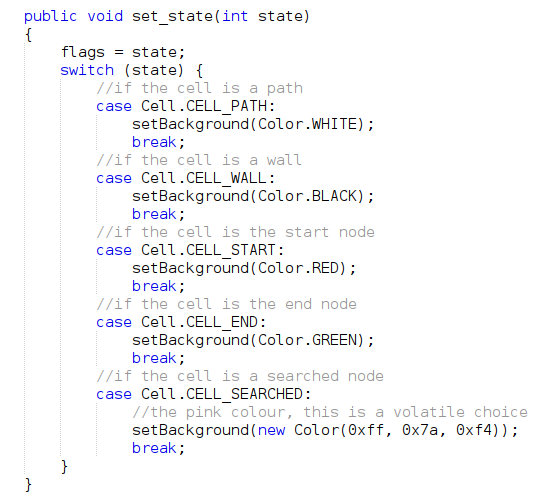 public void set_state(int state)
{
    flags = state;
    switch (state) {
        //if the cell is a path
        case Cell.CELL_PATH:
            setBackground(Color.WHITE);
            break;
        //if the cell is a wall
        case Cell.CELL_WALL:
            setBackground(Color.BLACK);
            break;
        //if the cell is the start node
        case Cell.CELL_START:
            setBackground(Color.RED);
            break;
        //if the cell is the end node
        case Cell.CELL_END:
            setBackground(Color.GREEN);
            break;
        //if the cell is a searched node
        case Cell.CELL_SEARCHED:
            //the pink colour, this is a volatile choice
            setBackground(new Color(0xff, 0x7a, 0xf4));
            break;
    }
}